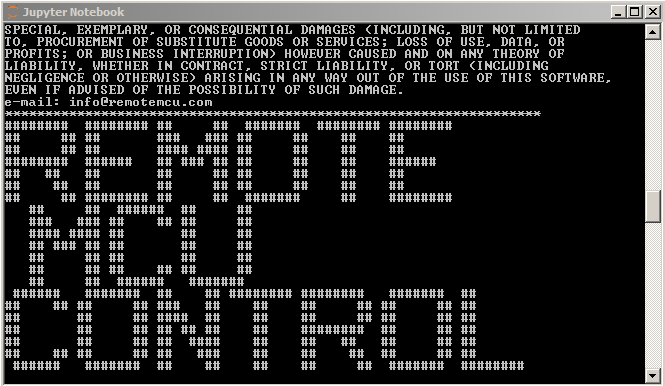 Jupyter Notebook
SPECIAL, EXEMPLARY, OR CONSEQUENTIAL DAMAGES (INCLUDING, BUT NOT LIMITED
TO, PROCUREMENT OF SUBSTITUTE GOODS OR SERVICES; LOSS OF USE, DATA, OR
PROFITS; OR BUSINESS INTERRUPTION) HOWEVER CAUSED AND ON ANY THEORY OF
LIABILITY, WHETHER IN CONTRACT, STRICT LIABILITY, OR TORT (INCLUDING
NEGLIGENCE OR OTHERWISE) ARISING IN ANY WAY OUT OF THE USE OF THIS SOFTWARE,
EVEN IF ADVISED OF THE POSSIBILITY OF SUCH DAMAGE.
e-mail: info@remotemcu.com
REMOTE
MCU
CONTROL